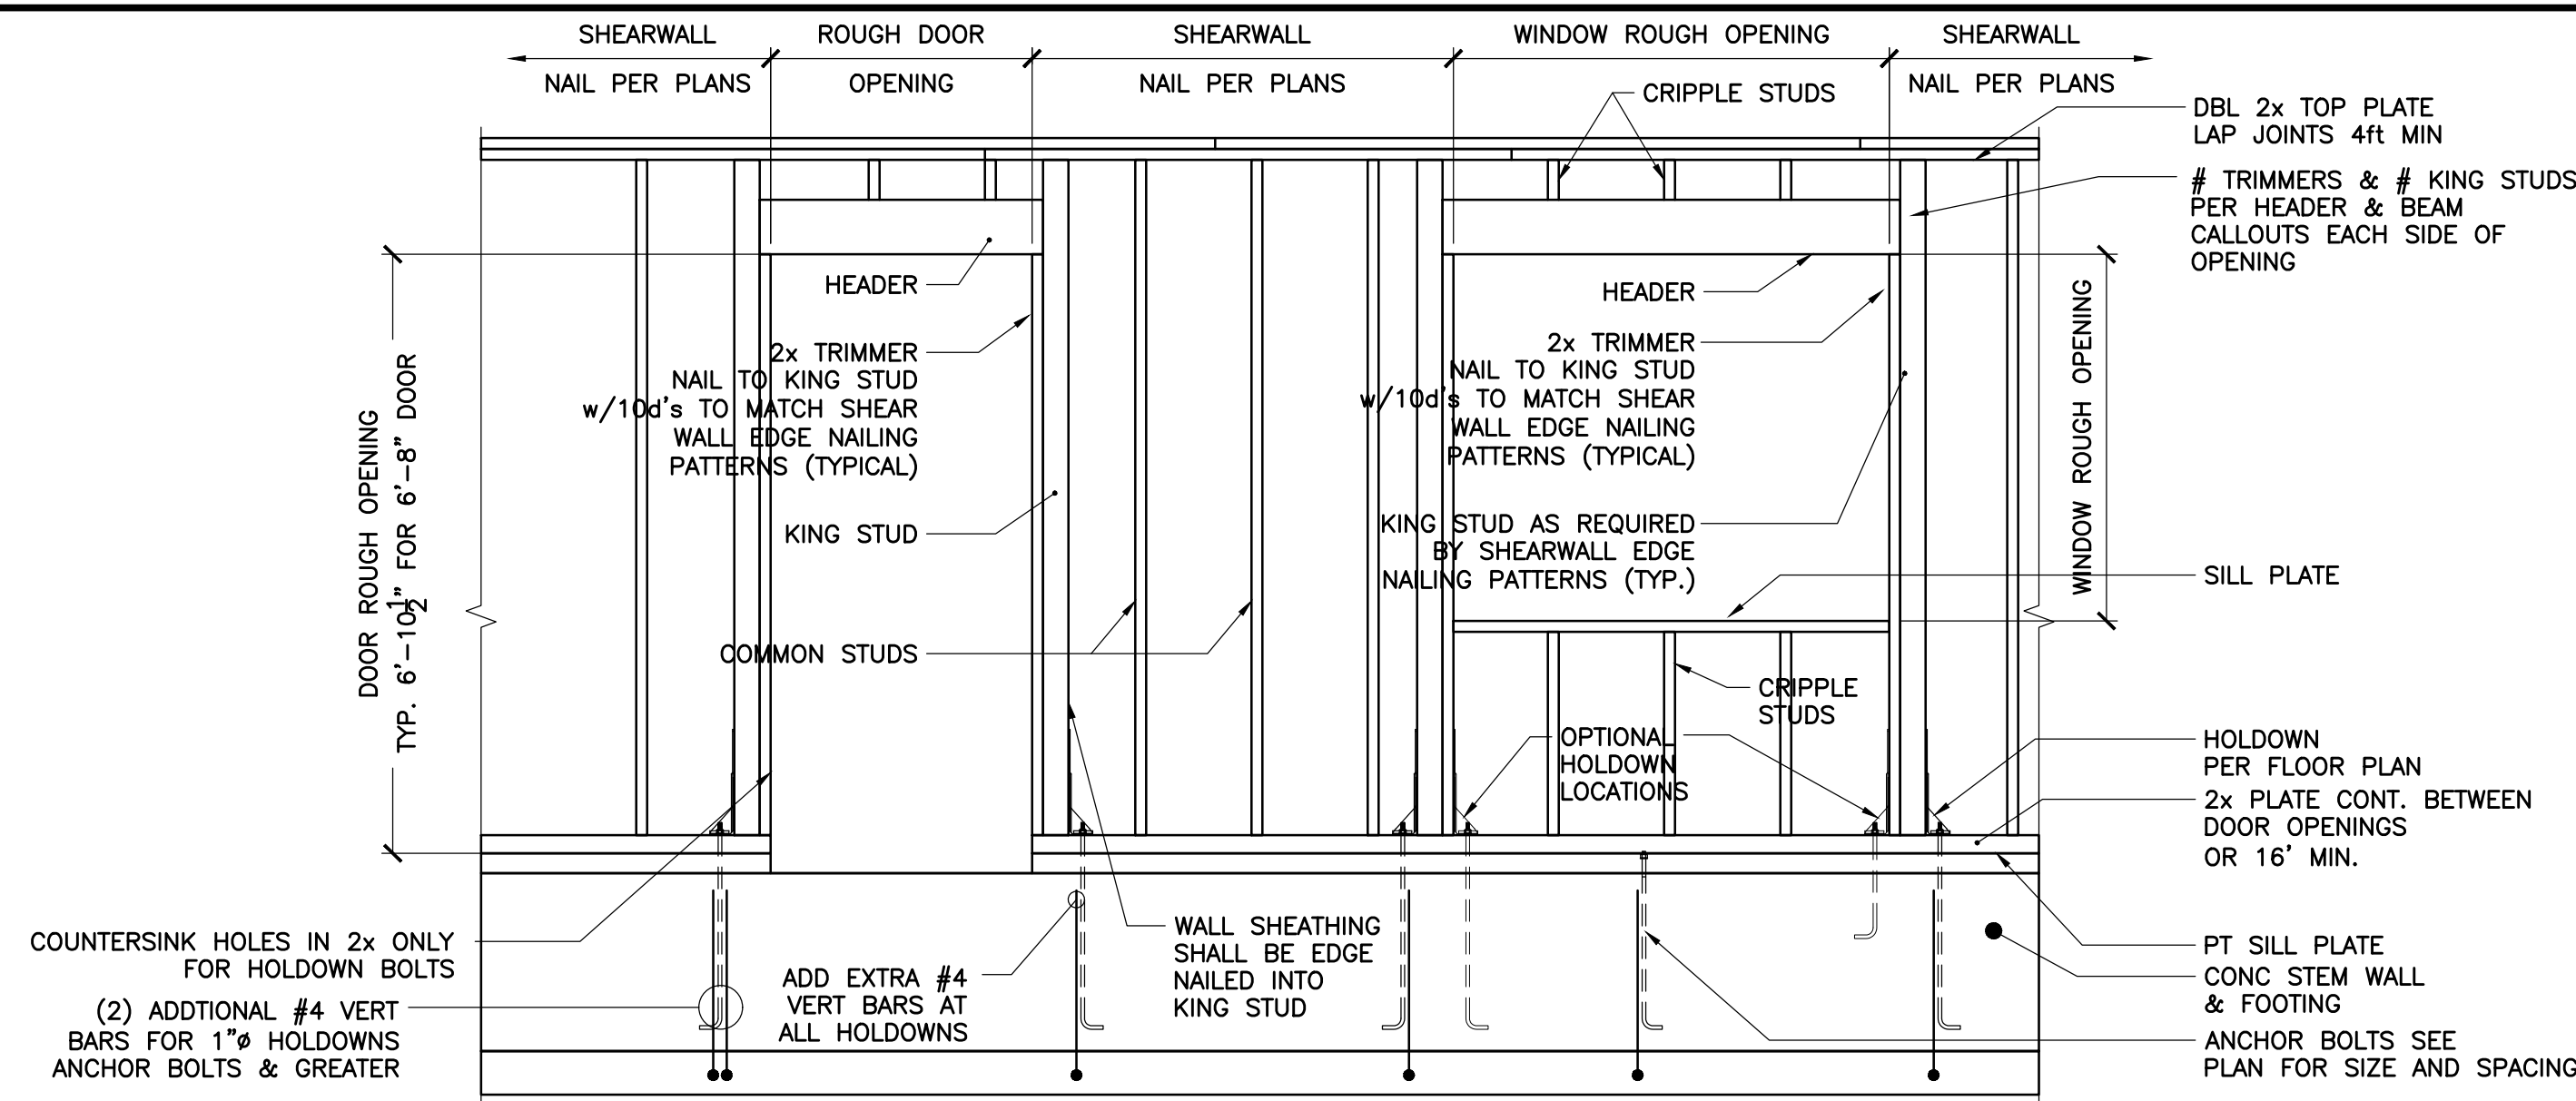 SHEARWALL
NAIL PER PLANS
ROUGH DOOR
OPENING
SHEARWALL
NAIL PER PLANS
WINDOW ROUGH OPENING
SHEARWALL
NAIL PER PLANS
CRIPPLE STUDS
DBL 2x TOP PLATE
LAP JOINTS 4ft MIN
# TRIMMERS & # KING STUDS
PER HEADER & BEAM
CALLOUTS EACH SIDE OF
OPENING
HEADER
2x TRIMMER
NAIL TO KING STUD
w/10d's TO MATCH SHEAR
WALL EDGE NAILING
PATTERNS (TYPICAL)
KING STUD
COMMON STUDS
HEADER
2x TRIMMER
NAIL TO KING STUD
w/10d's TO MATCH SHEAR
WALL EDGE NAILING
PATTERNS (TYPICAL)
KING STUD AS REQUIRED
BY SHEARWALL EDGE
NAILING PATTERNS (TYP.)
DOOR ROUGH OPENING
TYP. 6'-10 1/2" FOR 6'-8" DOOR
WINDOW ROUGH OPENING
SILL PLATE
CRIPPLE
STUDS
OPTIONAL
HOLDOWN
LOCATIONS
HOLDOWN
PER FLOOR PLAN
2x PLATE CONT. BETWEEN
DOOR OPENINGS
OR 16' MIN.
COUNTERSINK HOLES IN 2x ONLY
FOR HOLDOWN BOLTS
(2) ADDTIONAL #4 VERT
BARS FOR 1"ø HOLDOWNS
ANCHOR BOLTS & GREATER
ADD EXTRA #4
VERT BARS AT
ALL HOLDOWNS
WALL SHEATHING
SHALL BE EDGE
NAILED INTO
KING STUD
PT SILL PLATE
CONC STEM WALL
& FOOTING
ANCHOR BOLTS SEE
PLAN FOR SIZE AND SPACING